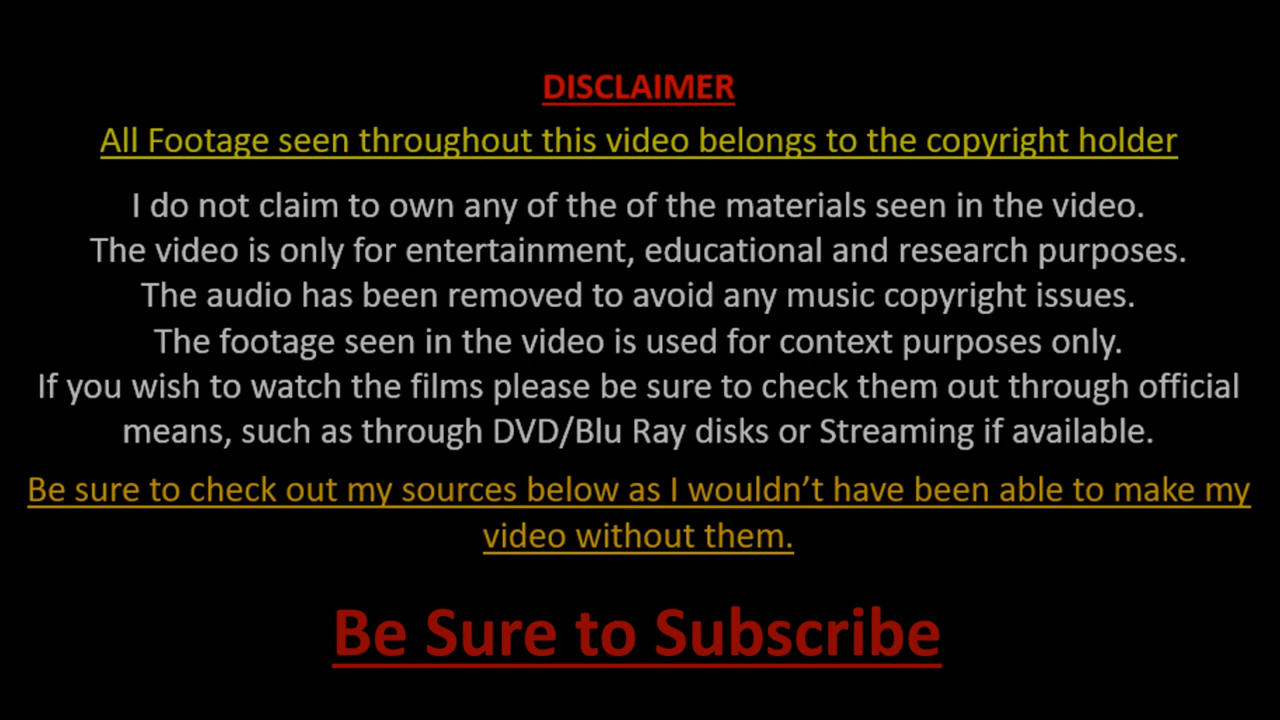 DISCLAIMER
All Footage seen throughout this video belongs to the copyright holder
I do not claim to own any of the of the materials seen in the video.
The video is only for entertainment, educational and research purposes.
The audio has been removed to avoid any music copyright issues.
The footage seen in the video is used for context purposes only.
If you wish to watch the films please be sure to check them out through official
means, such as through DVD/Blu Ray disks or Streaming if available.
Be sure to check out my sources below as I wouldn’t have been able to make my
video without them.
Be Sure to Subscribe